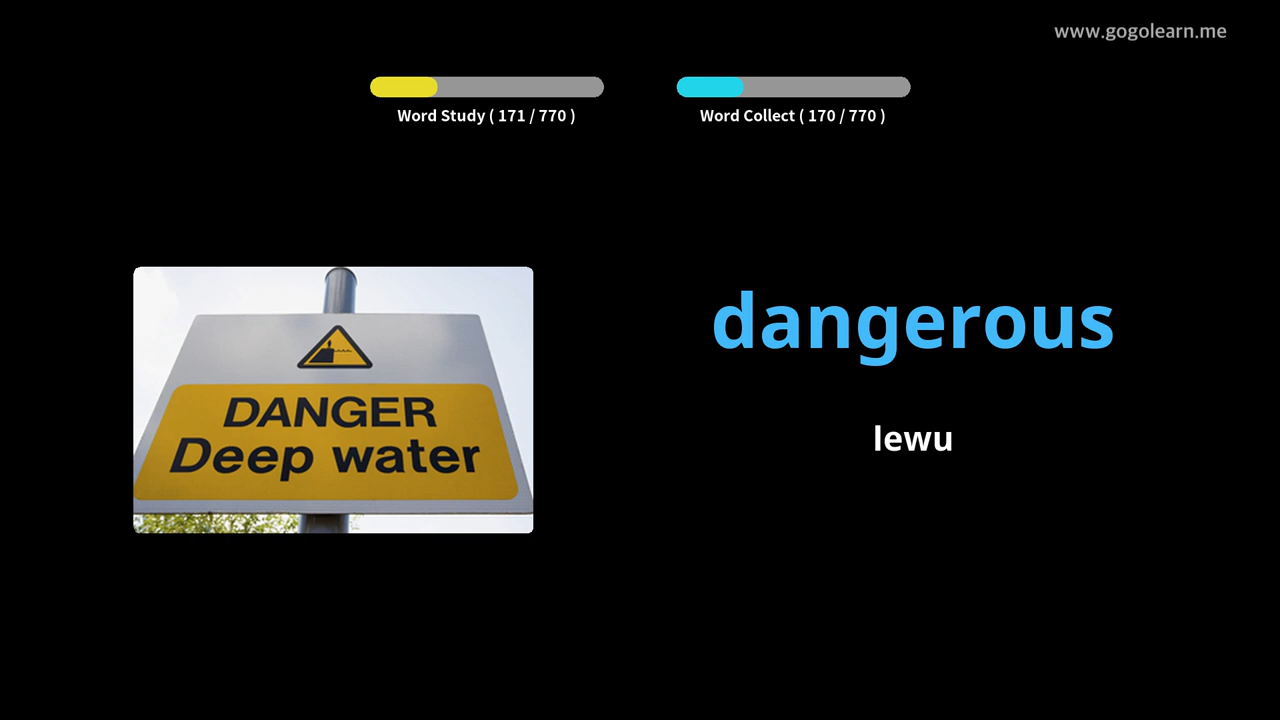 www.gogolearn.me
Word Study ( 171 / 770 )
Word Collect ( 170 / 770 )
DANGER
Deep water
dangerous
lewu